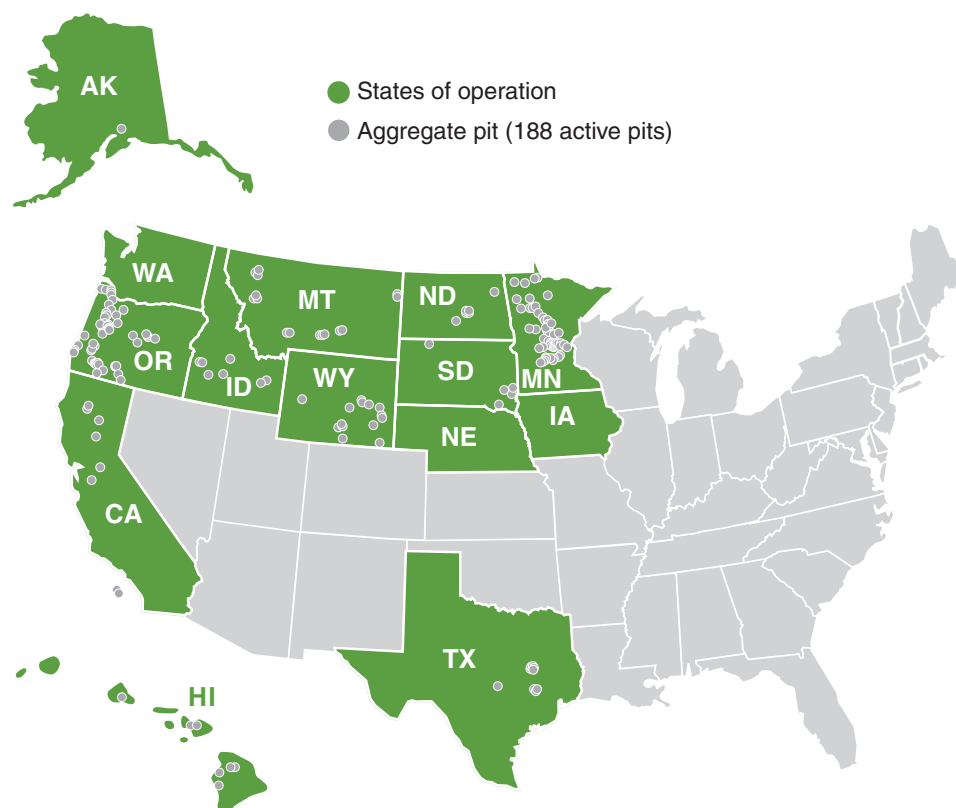 AK
States of operation
Aggregate pit (188 active pits)
WA
MT
ND
OR
ID
WY
SD
MN
NE
IA
CA
TX
HI